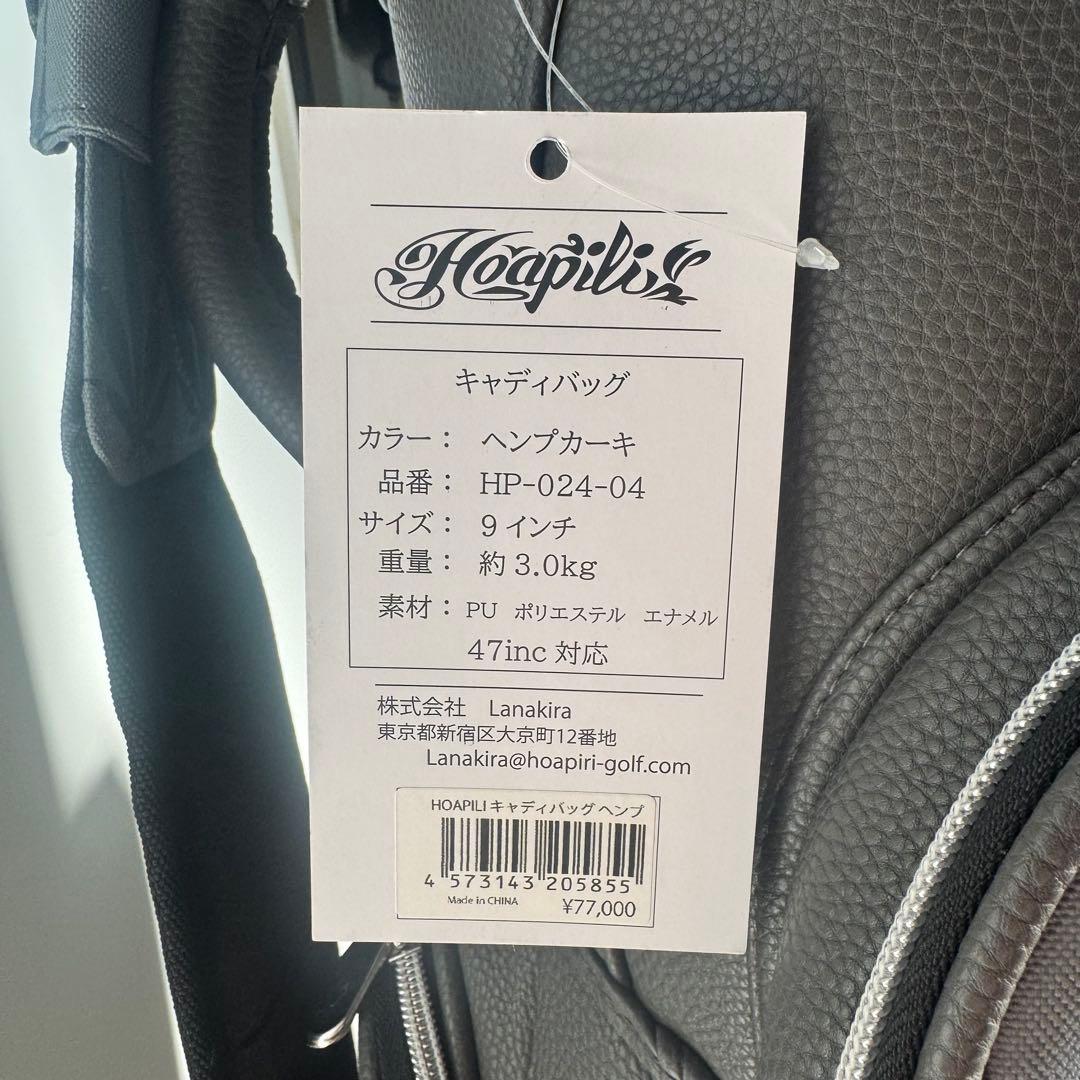 Hoapili
キャディバッグ
カラー： ヘンプカーキ
品番： HP-024-04
サイズ： 9インチ
重量： 約3.0kg
素材： PU ポリエステル エナメル
47inc 対応
株式会社 Lanakira
東京都新宿区大京町12番地
Lanakira@hoapiri-golf.com
HOAPILI キャディバッグ ヘンプ
4 573143 205855
Made in CHINA ¥77,000